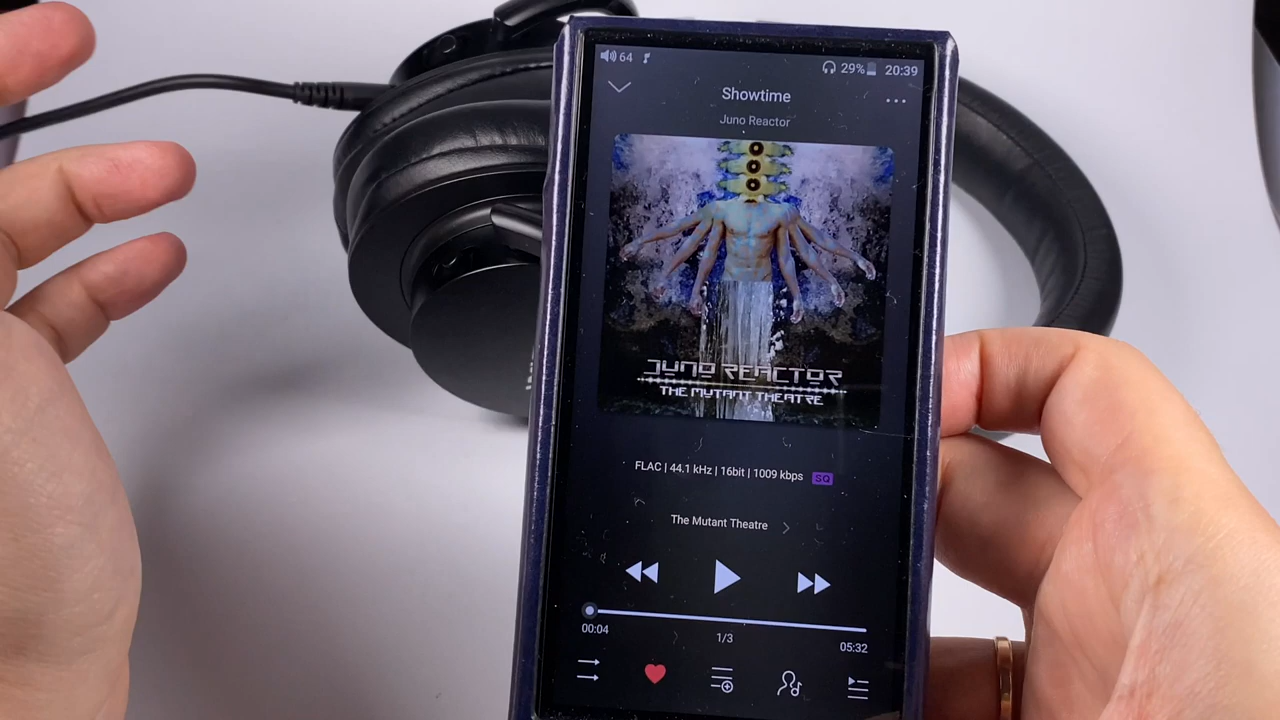 64
29% 20:39
Showtime
Juno Reactor
JUNO REACTOR
THE MUTANT THEATRE
FLAC | 44.1 kHz | 16bit | 1009 kbps SQ
The Mutant Theatre
00:04
1/3
05:32